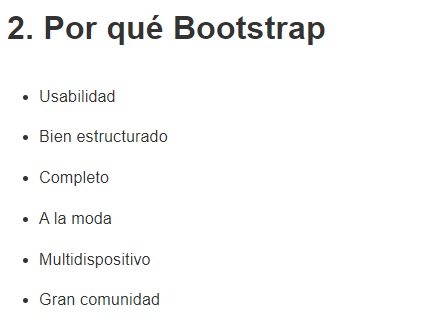 2. Por qué Bootstrap
Usabilidad
Bien estructurado
Completo
A la moda
Multidispositivo
Gran comunidad